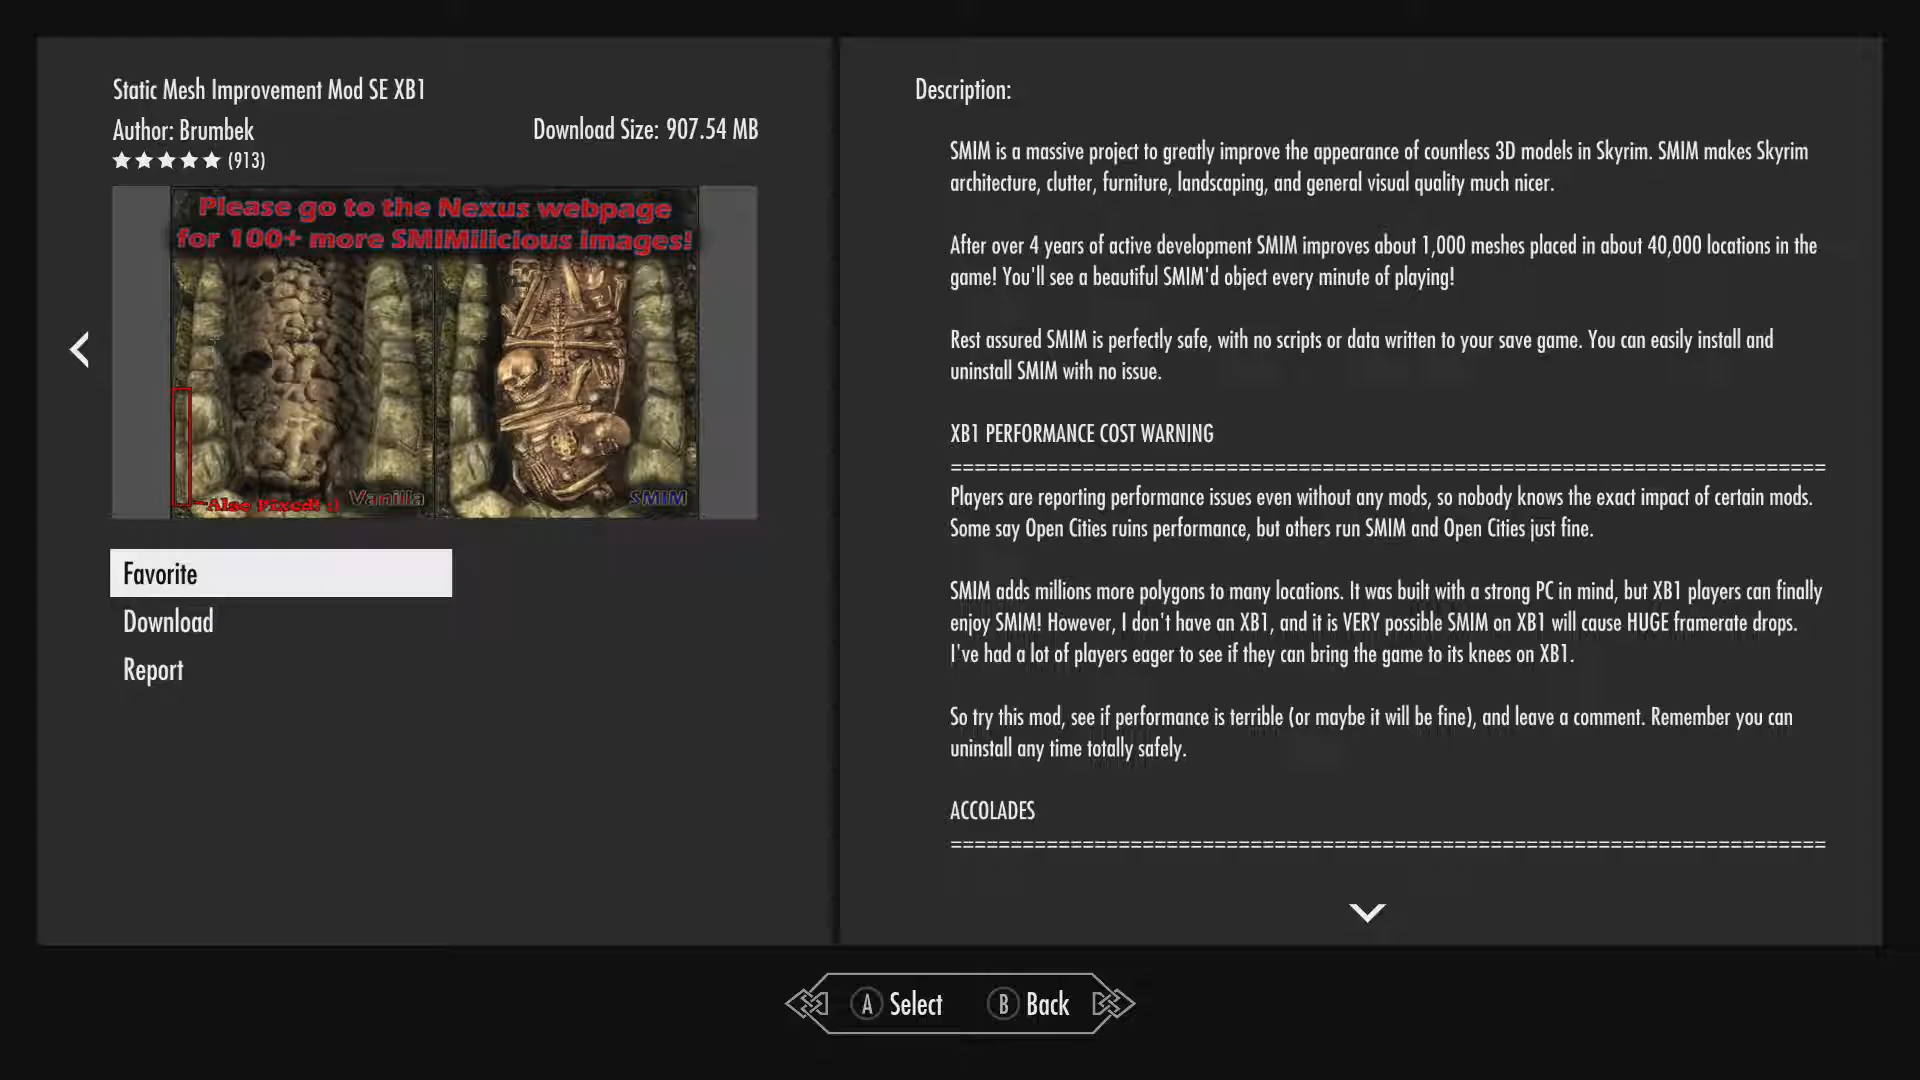 Static Mesh Improvement Mod SE XB1
Author: Brumbek
Download Size: 907.54 MB
(913)
Please go to the Nexus webpage
for 100+ more SMIMilicious images!
Also Fixed! :)
Vanilla
SMIM
Favorite
Download
Report
Description:
SMIM is a massive project to greatly improve the appearance of countless 3D models in Skyrim. SMIM makes Skyrim
architecture, clutter, furniture, landscaping, and general visual quality much nicer.
After over 4 years of active development SMIM improves about 1,000 meshes placed in about 40,000 locations in the
game! You'll see a beautiful SMIM'd object every minute of playing!
Rest assured SMIM is perfectly safe, with no scripts or data written to your save game. You can easily install and
uninstall SMIM with no issue.
XB1 PERFORMANCE COST WARNING
=========================================================================
Players are reporting performance issues even without any mods, so nobody knows the exact impact of certain mods.
Some say Open Cities ruins performance, but others run SMIM and Open Cities just fine.
SMIM adds millions more polygons to many locations. It was built with a strong PC in mind, but XB1 players can finally
enjoy SMIM! However, I don't have an XB1, and it is VERY possible SMIM on XB1 will cause HUGE framerate drops.
I've had a lot of players eager to see if they can bring the game to its knees on XB1.
So try this mod, see if performance is terrible (or maybe it will be fine), and leave a comment. Remember you can
uninstall any time totally safely.
ACCOLADES
=========================================================================
A Select
B Back